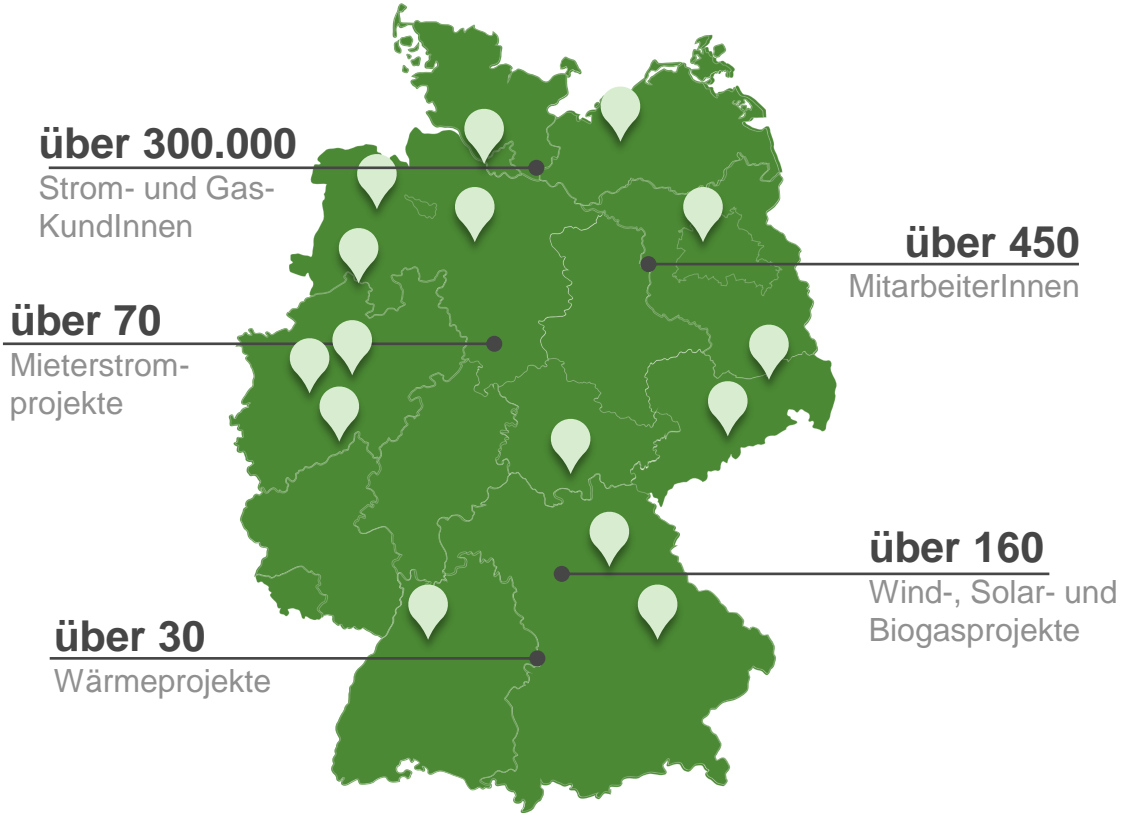 über 300.000
Strom- und Gas-
KundInnen
über 450
MitarbeiterInnen
über 70
Mieterstrom-
projekte
über 160
Wind-, Solar- und
Biogasprojekte
über 30
Wärmeprojekte